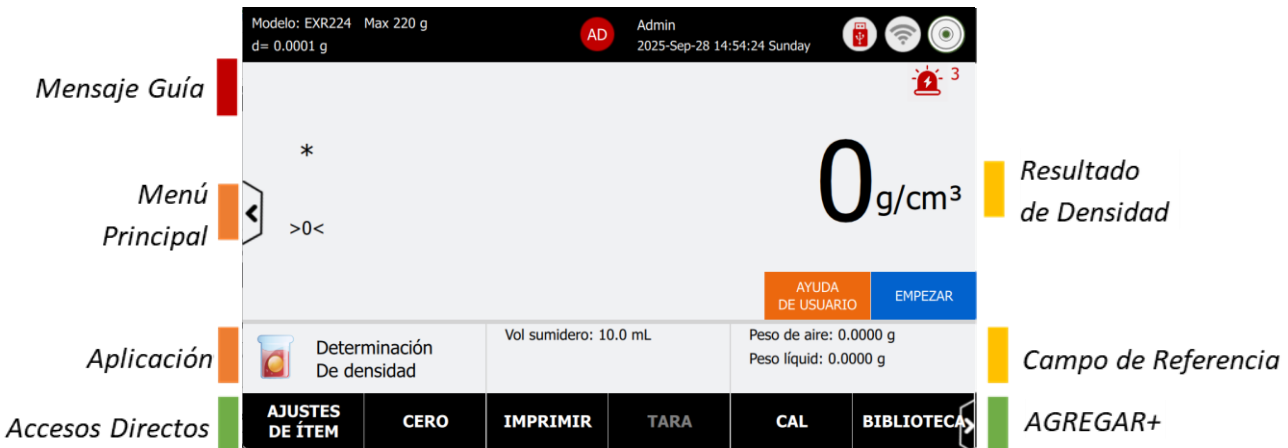 Modelo: EXR224 Max 220 g
d= 0.0001 g
AD
Admin
2025-Sep-28 14:54:24 Sunday
Mensaje Guía
3
*
0 g/cm³
Resultado
de Densidad
Menú
Principal
>0<
AYUDA
DE USUARIO
EMPEZAR
Aplicación
Determinación
De densidad
Vol sumidero: 10.0 mL
Peso de aire: 0.0000 g
Peso líquid: 0.0000 g
Campo de Referencia
Accesos Directos
AJUSTES
DE ÍTEM
CERO
IMPRIMIR
TARA
CAL
BIBLIOTECA
AGREGAR+